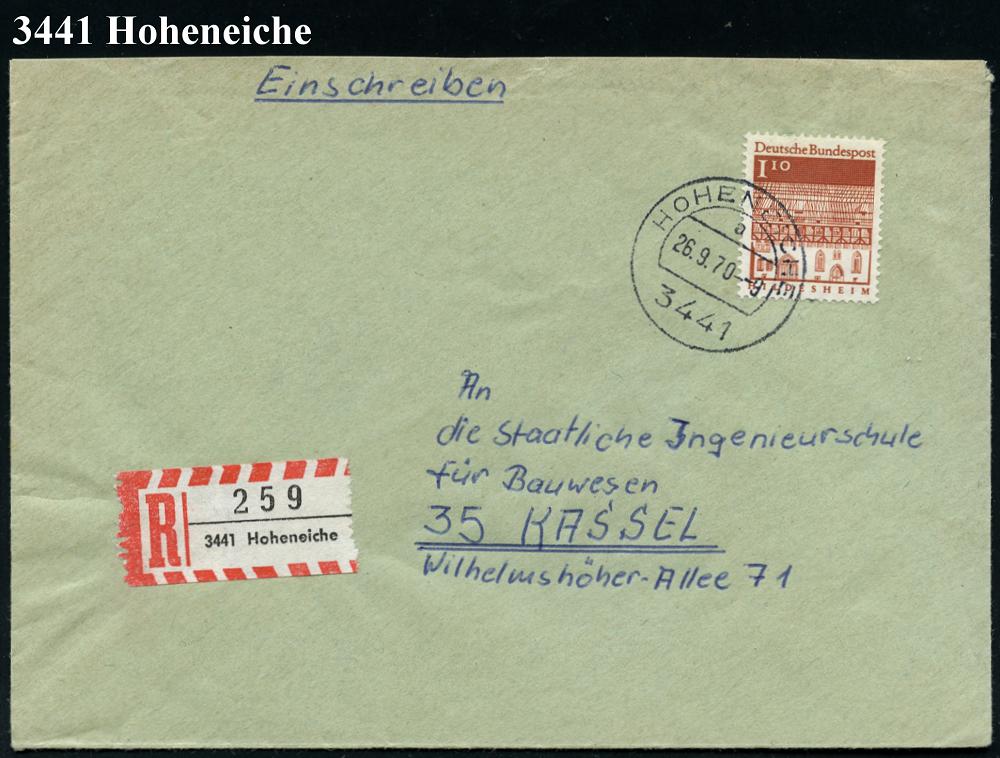 3441 Hoheneiche
Einschreiben
Deutsche Bundespost
1 10
HOHENEICHE
a
26.9.70
3441
An
die Staatliche Ingenieurschule
für Bauwesen
35 KASSEL
Wilhelmshöher-Allee 71
R
259
3441 Hoheneiche